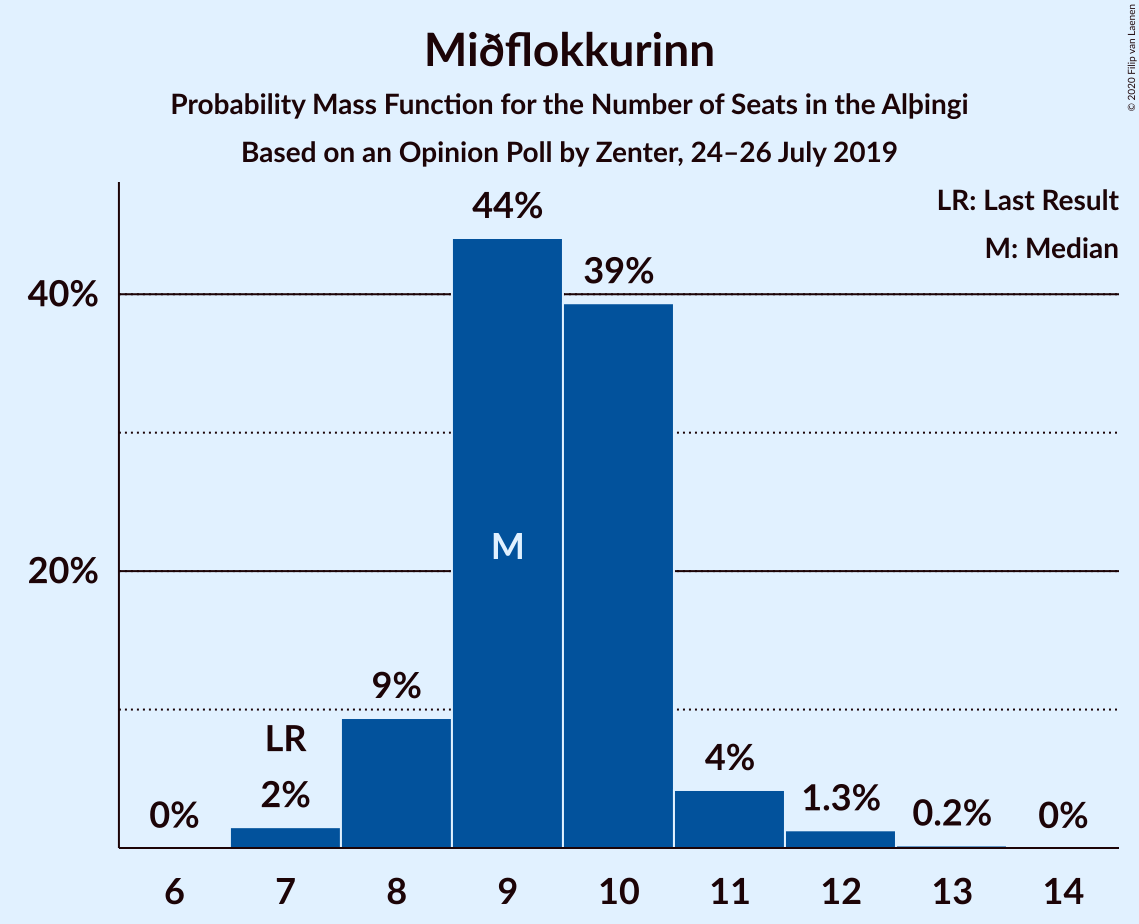 Miðflokkurinn
Probability Mass Function for the Number of Seats in the Alþingi
Based on an Opinion Poll by Zenter, 24–26 July 2019
© 2020 Filip van Laenen
LR: Last Result
M: Median
40%
20%
0%
LR
2%
9%
44%
M
39%
4%
1.3%
0.2%
0%
6 7 8 9 10 11 12 13 14